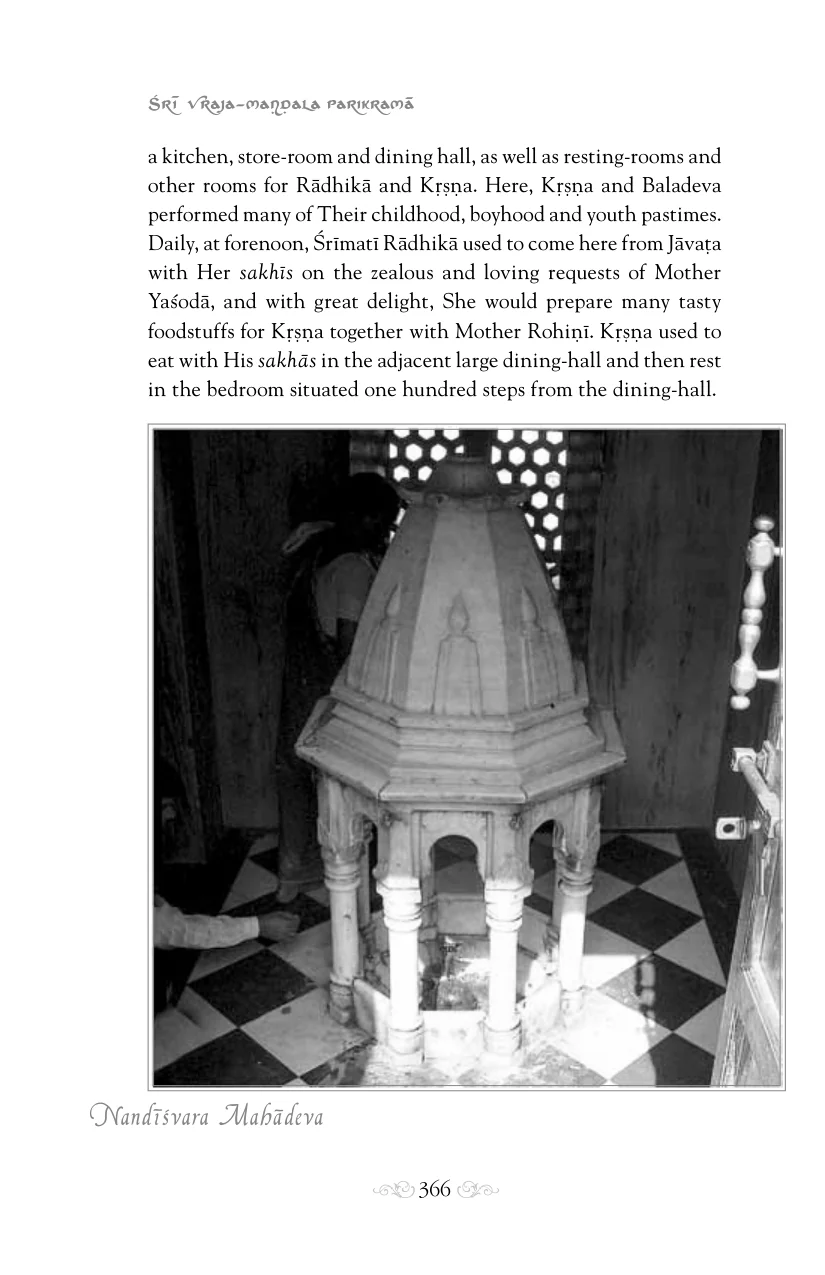 Śrī Vraja-maṇḍala Parikramā
a kitchen, store-room and dining hall, as well as resting-rooms and
other rooms for Rādhikā and Kṛṣṇa. Here, Kṛṣṇa and Baladeva
performed many of Their childhood, boyhood and youth pastimes.
Daily, at forenoon, Śrīmatī Rādhikā used to come here from Jāvaṭa
with Her sakhīs on the zealous and loving requests of Mother
Yaśodā, and with great delight, She would prepare many tasty
foodstuffs for Kṛṣṇa together with Mother Rohiṇī. Kṛṣṇa used to
eat with His sakhās in the adjacent large dining-hall and then rest
in the bedroom situated one hundred steps from the dining-hall.
Nandīśvara Mahādeva
366